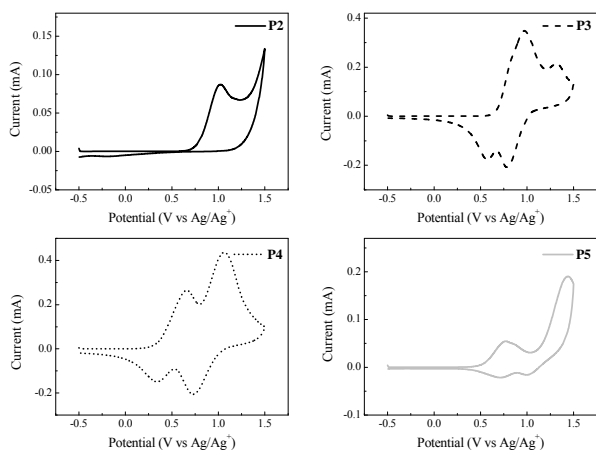 P2
0.15
0.10
0.05
0.00
-0.05
Current (mA)
-0.5 0.0 0.5 1.0 1.5
Potential (V vs Ag/Ag⁺)
P3
0.4
0.2
0.0
-0.2
Current (mA)
-0.5 0.0 0.5 1.0 1.5
Potential (V vs Ag/Ag⁺)
P4
0.4
0.2
0.0
-0.2
Current (mA)
-0.5 0.0 0.5 1.0 1.5
Potential (V vs Ag/Ag⁺)
P5
0.2
0.1
0.0
-0.1
Current (mA)
-0.5 0.0 0.5 1.0 1.5
Potential (V vs Ag/Ag⁺)